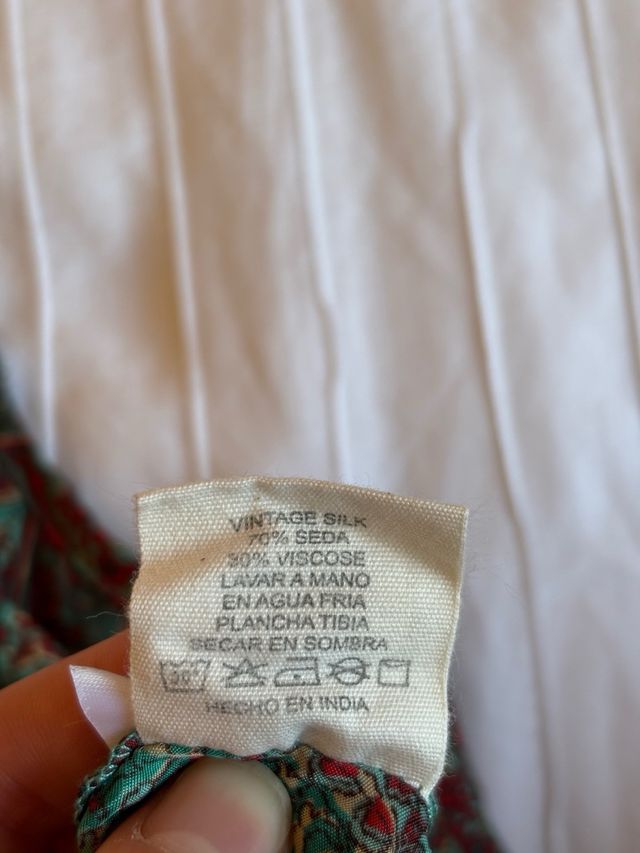 VINTAGE SILK
70% SEDA
30% VISCOSE
LAVAR A MANO
EN AGUA FRIA
PLANCHA TIBIA
SECAR EN SOMBRA
HECHO EN INDIA